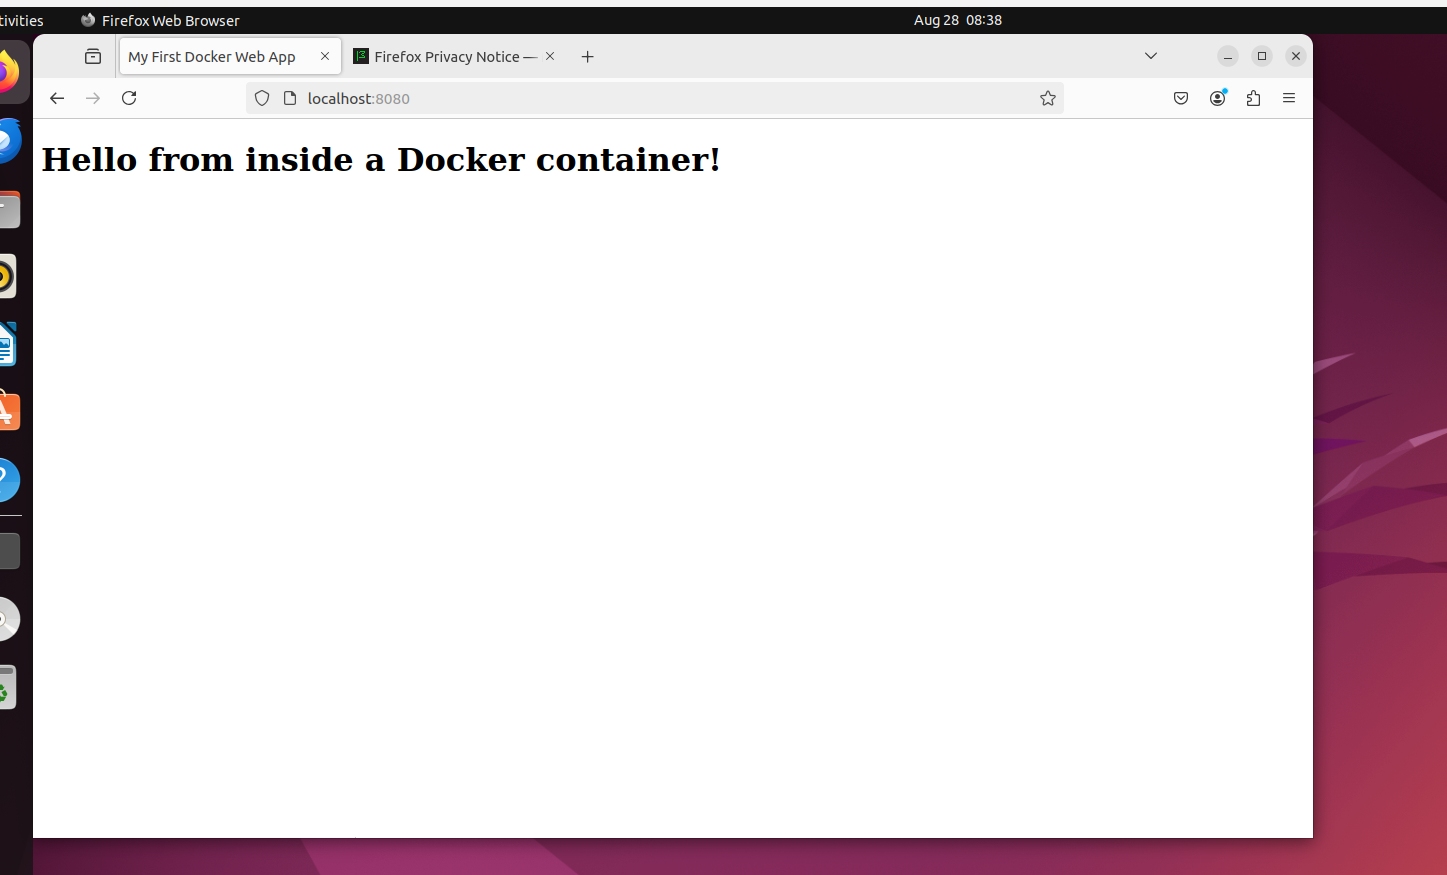 tivities
Firefox Web Browser
Aug 28 08:38
My First Docker Web App
Firefox Privacy Notice —
localhost:8080
Hello from inside a Docker container!